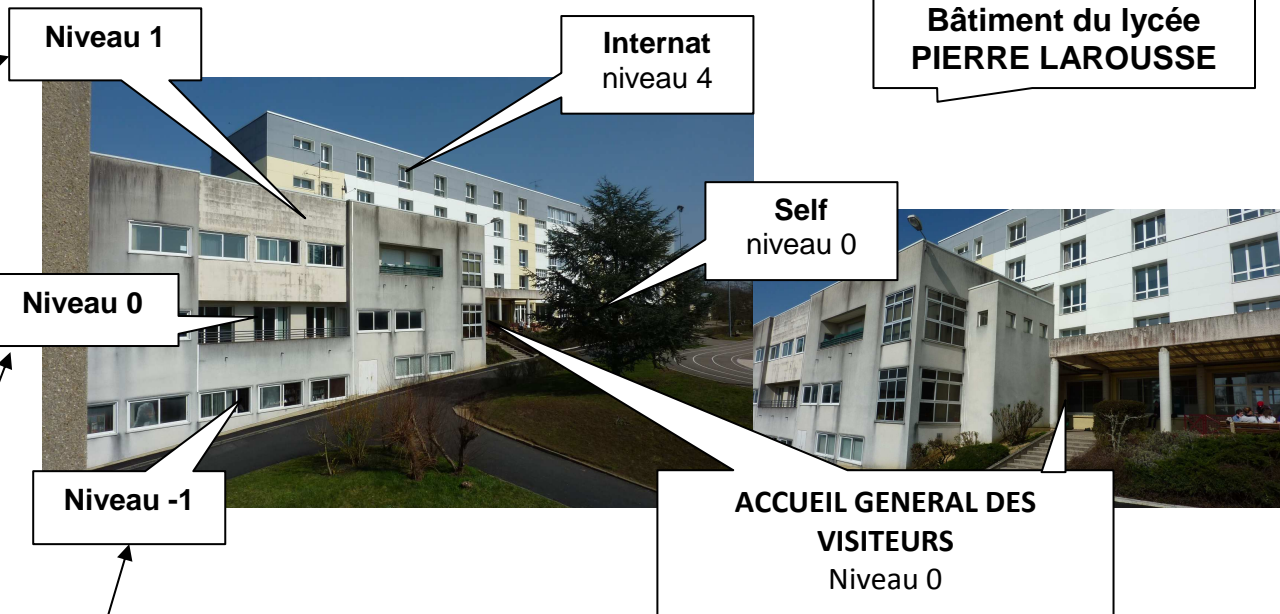 Bâtiment du lycée
PIERRE LAROUSSE
Niveau 1
Internat
niveau 4
Self
niveau 0
Niveau 0
Niveau -1
ACCUEIL GENERAL DES
VISITEURS
Niveau 0